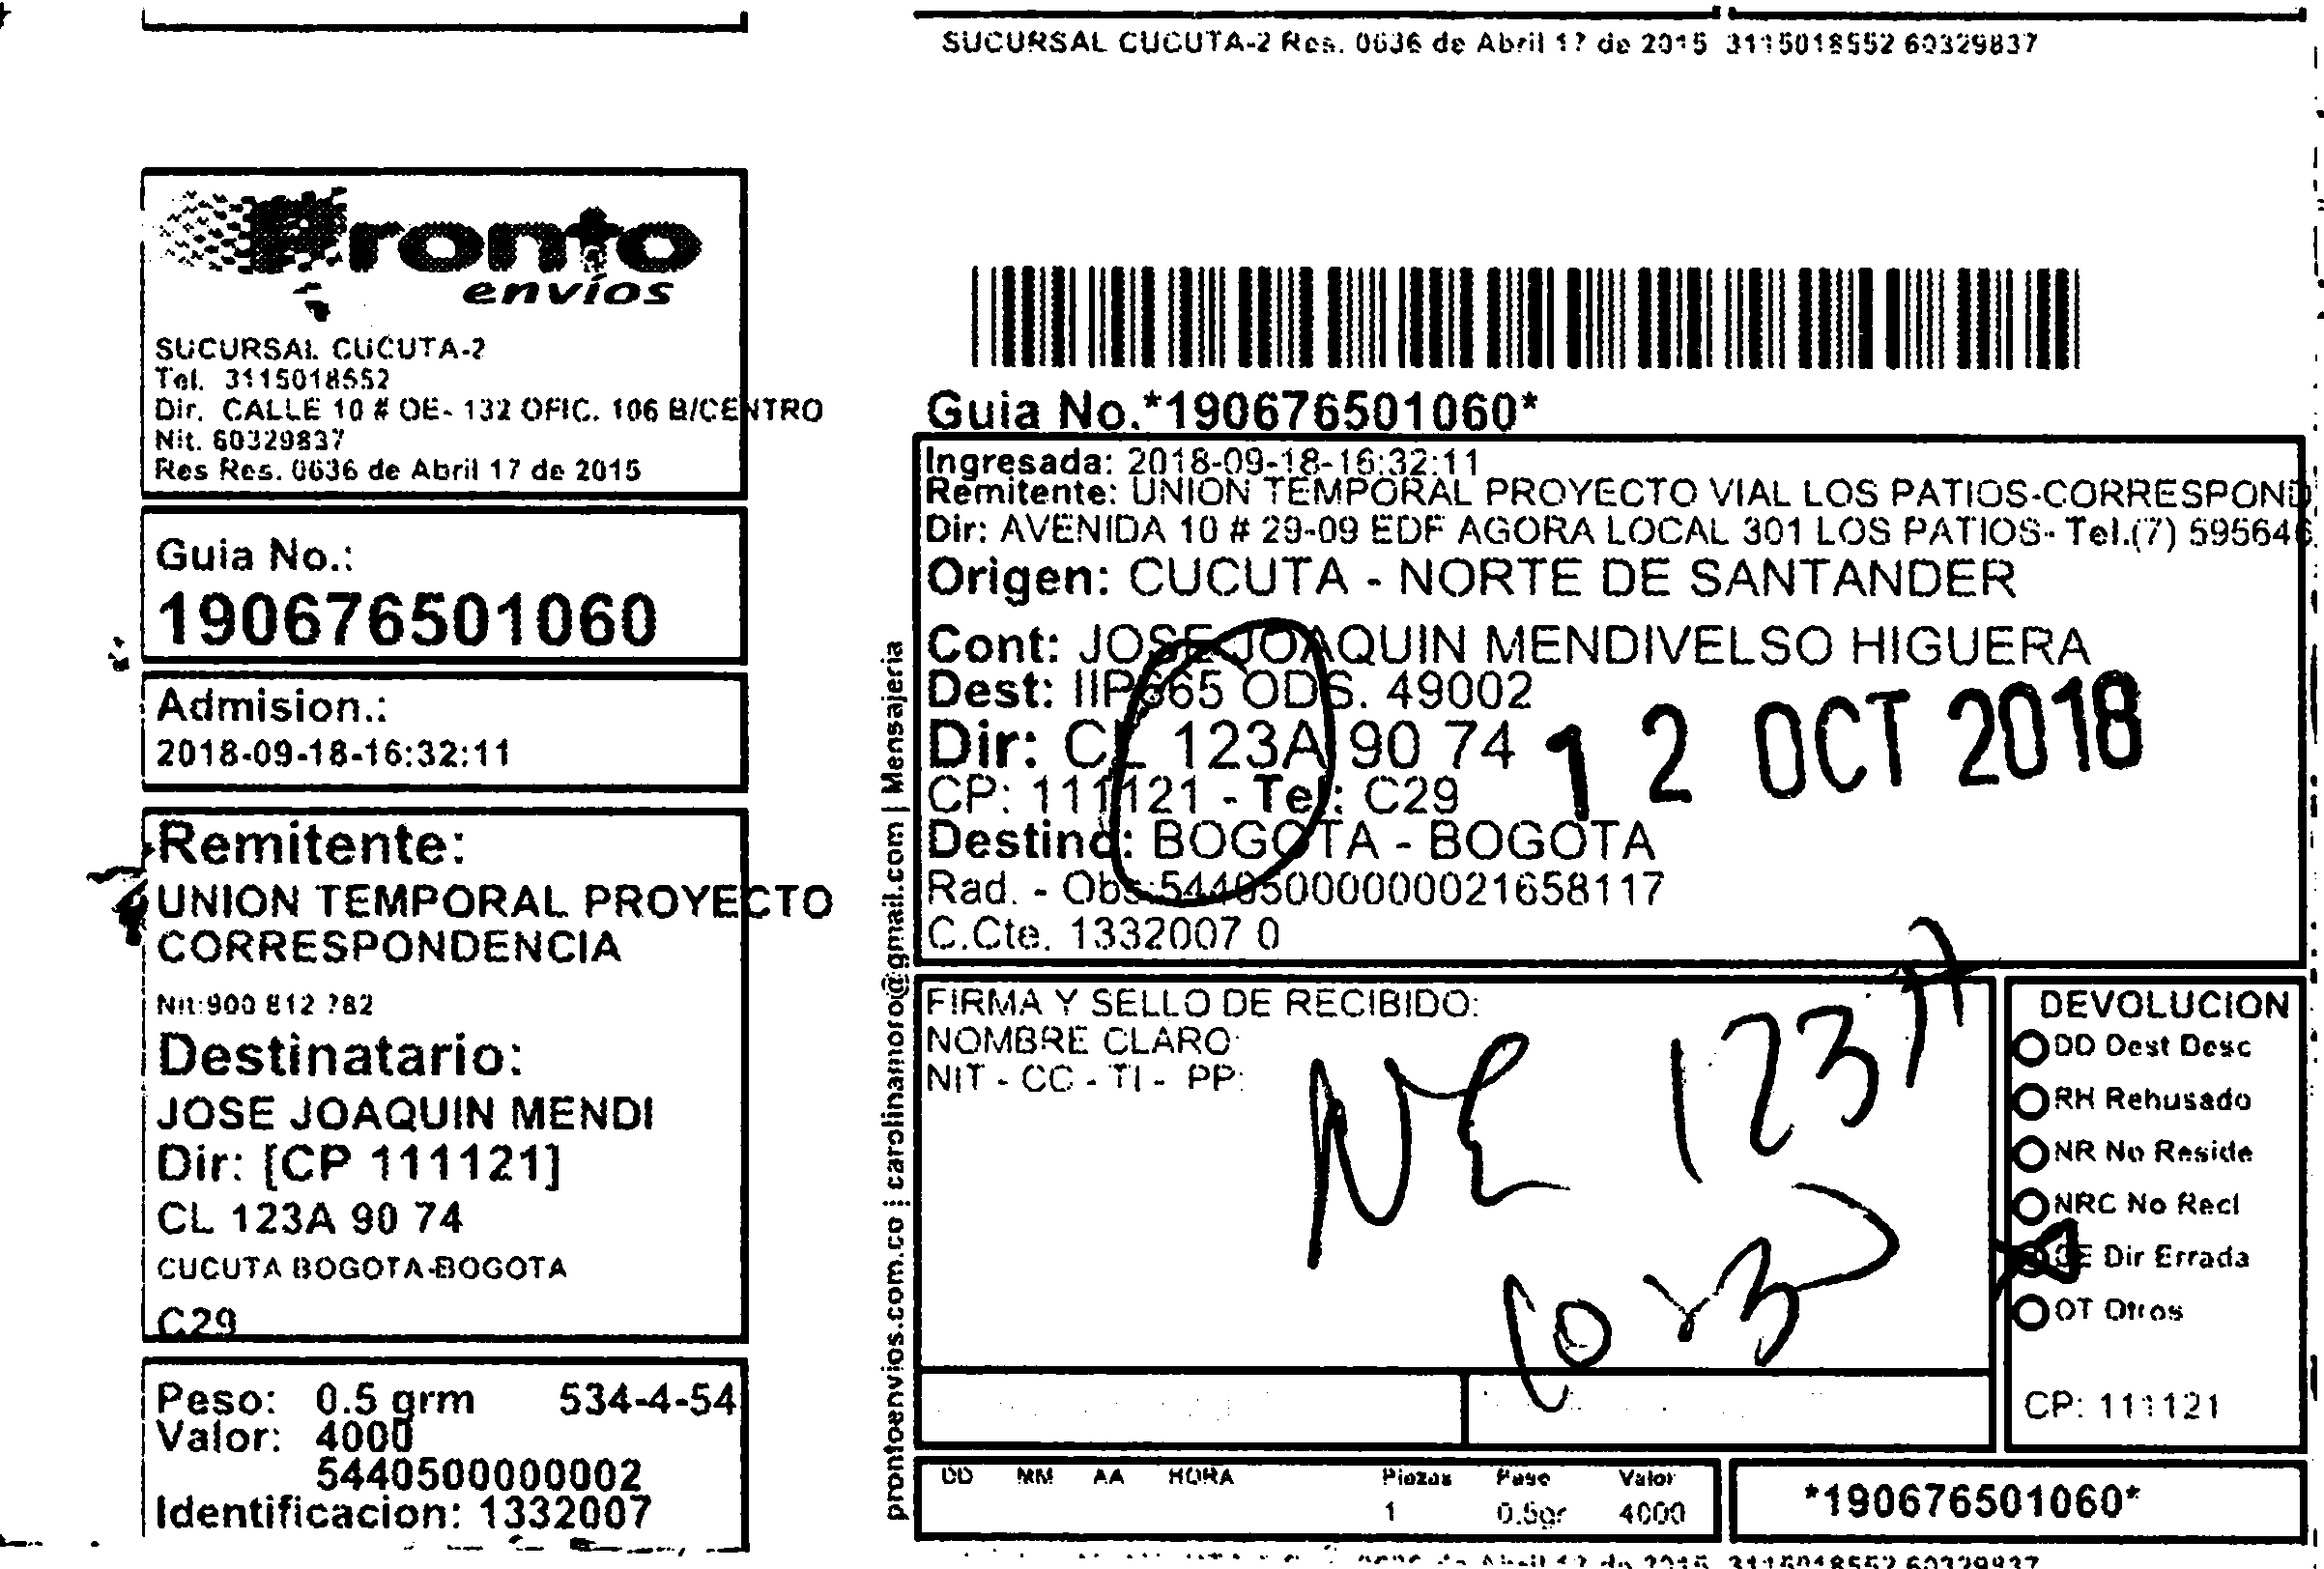 SUCURSAL CUCUTA-2 Res. 0636 de Abril 17 de 2015 3115018552 60329837
Pronto
envíos
SUCURSAL CUCUTA-2
Tel. 3115018552
Dir. CALLE 10 # OE- 132 OFIC. 106 B/CENTRO
Nit. 60329837
Res Res. 0636 de Abril 17 de 2015
Guia No.:
190676501060
Admision.:
2018-09-18-16:32:11
Remitente:
UNION TEMPORAL PROYECTO
CORRESPONDENCIA
Nit:900 812 782
Destinatario:
JOSE JOAQUIN MENDI
Dir: [CP 111121]
CL 123A 90 74
CUCUTA BOGOTA-BOGOTA
C29
Peso: 0.5 grm 534-4-54
Valor: 4000
5440500000002
Identificacion: 1332007
prontoenvios.com.co | carolinamoro@gmail.com | Mensajeria
Guia No.*190676501060*
Ingresada: 2018-09-18-16:32:11
Remitente: UNION TEMPORAL PROYECTO VIAL LOS PATIOS-CORRESPOND
Dir: AVENIDA 10 # 29-09 EDF AGORA LOCAL 301 LOS PATIOS- Tel.(7) 595646
Origen: CUCUTA - NORTE DE SANTANDER
Cont: JOSE JOAQUIN MENDIVELSO HIGUERA
Dest: IIP665 ODS. 49002
Dir: CL 123A 90 74
12 OCT 2018
CP: 111121 - Tel: C29
Destino: BOGOTA - BOGOTA
Rad. - Obs:544050000000021658117
C.Cte. 1332007 0
FIRMA Y SELLO DE RECIBIDO:
NOMBRE CLARO:
NIT - CC - TI - PP:
NE 123A
DEVOLUCION
DD Dest Desc
RH Rehusado
NR No Reside
NRC No Recl
DE Dir Errada
OT Otros
CP: 111121
DD MM AA HORA Piezas Peso Valor
1 0.5gr 4000
*190676501060*